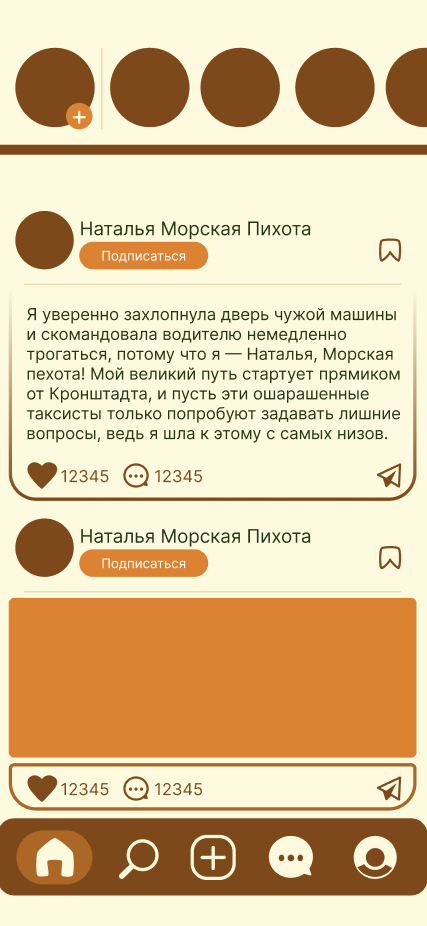 Наталья Морская Пихота
Подписаться
Я уверенно захлопнула дверь чужой машины
и скомандовала водителю немедленно
трогаться, потому что я — Наталья, Морская
пехота! Мой великий путь стартует прямиком
от Кронштадта, и пусть эти ошарашенные
таксисты только попробуют задавать лишние
вопросы, ведь я шла к этому с самых низов.
12345 12345
Наталья Морская Пихота
Подписаться
12345 12345